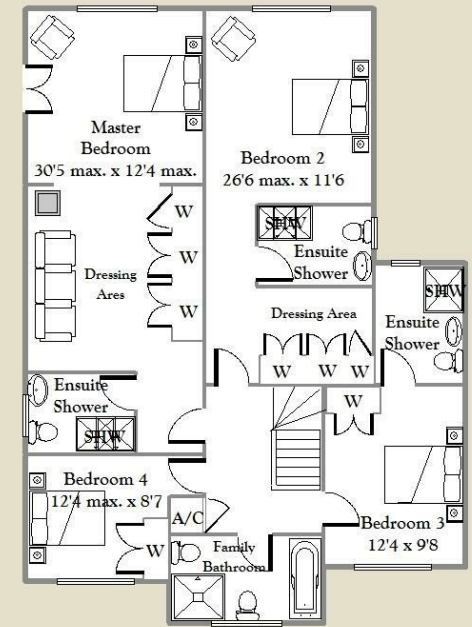 Master
Bedroom
30'5 max. x 12'4 max.
Bedroom 2
26'6 max. x 11'6
W
W
W
Dressing
Ares
SHW
Ensuite
Shower
SHW
Ensuite
Shower
Dressing Area
W
W
W
W
Ensuite
Shower
SHW
Bedroom 4
12'4 max. x 8'7
W
A/C
Family
Bathroom
Bedroom 3
12'4 x 9'8